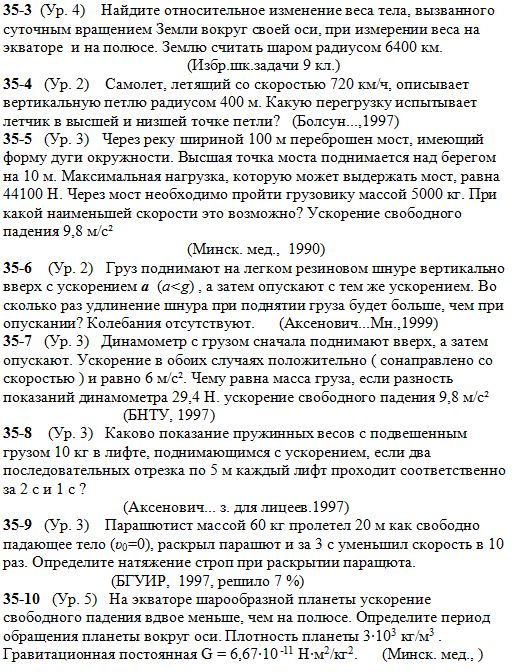 35-3 (Ур. 4) Найдите относительное изменение веса тела, вызванного
суточным вращением Земли вокруг своей оси, при измерении веса на
экваторе и на полюсе. Землю считать шаром радиусом 6400 км.
(Избр.шк.задачи 9 кл.)
35-4 (Ур. 2) Самолет, летящий со скоростью 720 км/ч, описывает
вертикальную петлю радиусом 400 м. Какую перегрузку испытывает
летчик в высшей и низшей точке петли? (Болсун...,1997)
35-5 (Ур. 3) Через реку шириной 100 м переброшен мост, имеющий
форму дуги окружности. Высшая точка моста поднимается над берегом
на 10 м. Максимальная нагрузка, которую может выдержать мост, равна
44100 Н. Через мост необходимо пройти грузовику массой 5000 кг. При
какой наименьшей скорости это возможно? Ускорение свободного
падения 9,8 м/с²
(Минск. мед., 1990)
35-6 (Ур. 2) Груз поднимают на легком резиновом шнуре вертикально
вверх с ускорением a (a<g) , а затем опускают с тем же ускорением. Во
сколько раз удлинение шнура при поднятии груза будет больше, чем при
опускании? Колебания отсутствуют. (Аксенович...Мн.,1999)
35-7 (Ур. 3) Динамометр с грузом сначала поднимают вверх, а затем
опускают. Ускорение в обоих случаях положительно ( сонаправлено со
скоростью ) и равно 6 м/с². Чему равна масса груза, если разность
показаний динамометра 29,4 Н. ускорение свободного падения 9,8 м/с²
(БНТУ, 1997)
35-8 (Ур. 3) Каково показание пружинных весов с подвешенным
грузом 10 кг в лифте, поднимающимся с ускорением, если два
последовательных отрезка по 5 м каждый лифт проходит соответственно
за 2 с и 1 с ?
(Аксенович... з. для лицеев.1997)
35-9 (Ур. 3) Парашютист массой 60 кг пролетел 20 м как свободно
падающее тело (υ₀=0), раскрыл парашют и за 3 с уменьшил скорость в 10
раз. Определите натяжение строп при раскрытии паращюта.
(БГУИР, 1997, решило 7 %)
35-10 (Ур. 5) На экваторе шарообразной планеты ускорение
свободного падения вдвое меньше, чем на полюсе. Определите период
обращения планеты вокруг оси. Плотность планеты 3·10³ кг/м³ .
Гравитационная постоянная G = 6,67·10⁻¹¹ Н·м²/кг². (Минск. мед., )